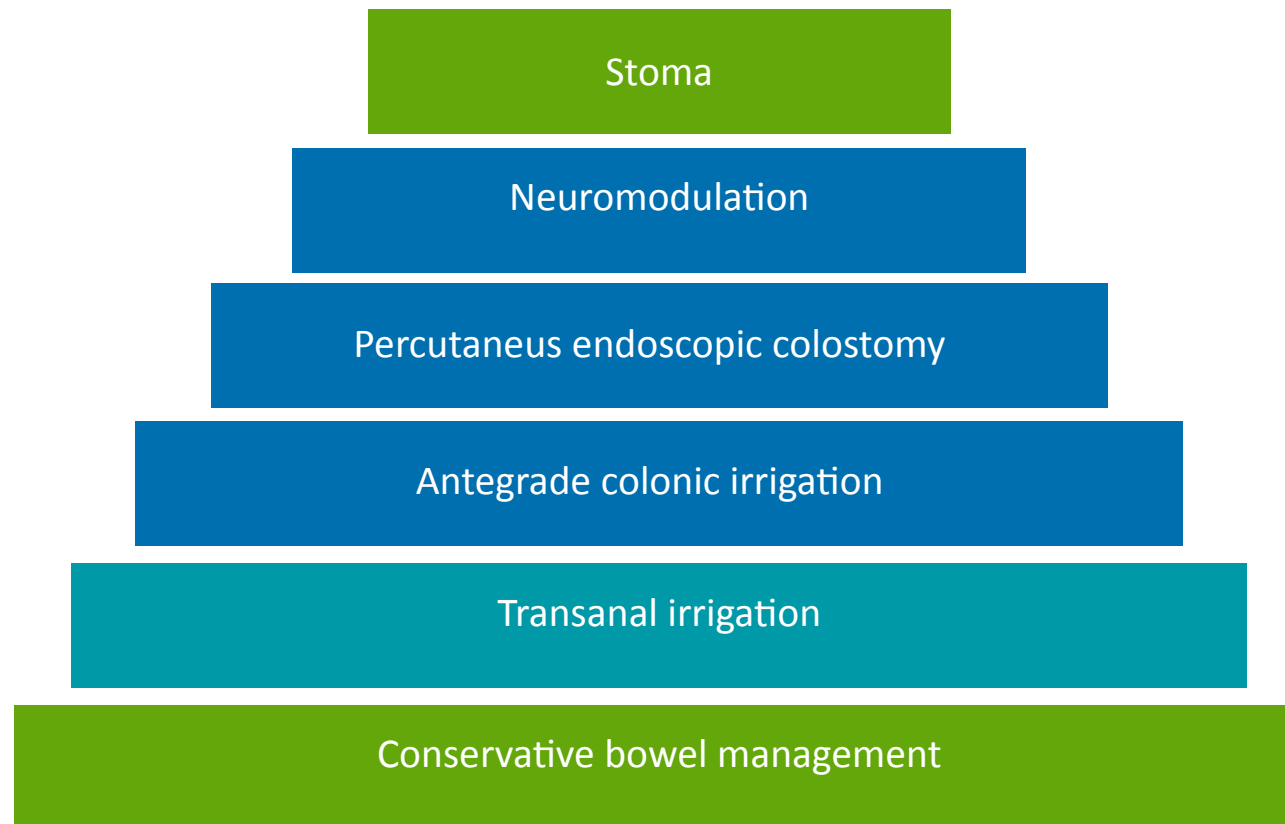 Stoma
Neuromodulation
Percutaneus endoscopic colostomy
Antegrade colonic irrigation
Transanal irrigation
Conservative bowel management